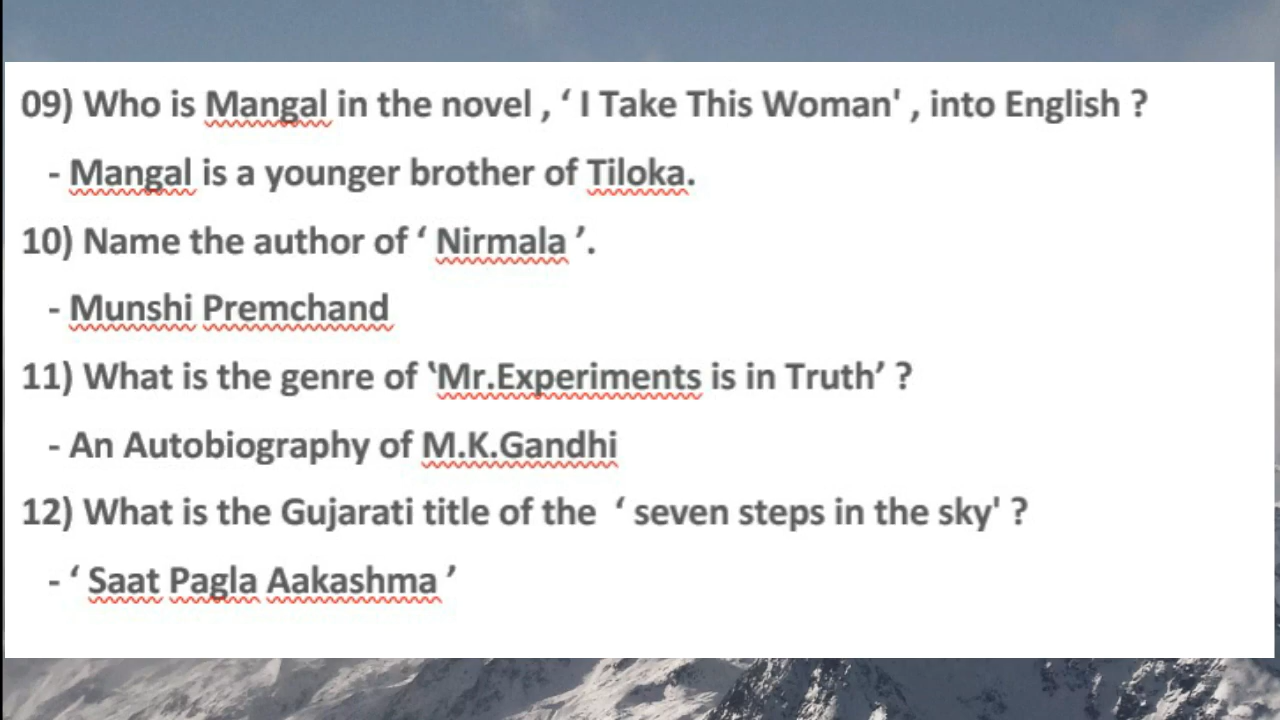 09) Who is Mangal in the novel , ‘ I Take This Woman' , into English ?
- Mangal is a younger brother of Tiloka.
10) Name the author of ‘ Nirmala ’.
- Munshi Premchand
11) What is the genre of ‛Mr.Experiments is in Truth’ ?
- An Autobiography of M.K.Gandhi
12) What is the Gujarati title of the ‘ seven steps in the sky' ?
- ‘ Saat Pagla Aakashma ’